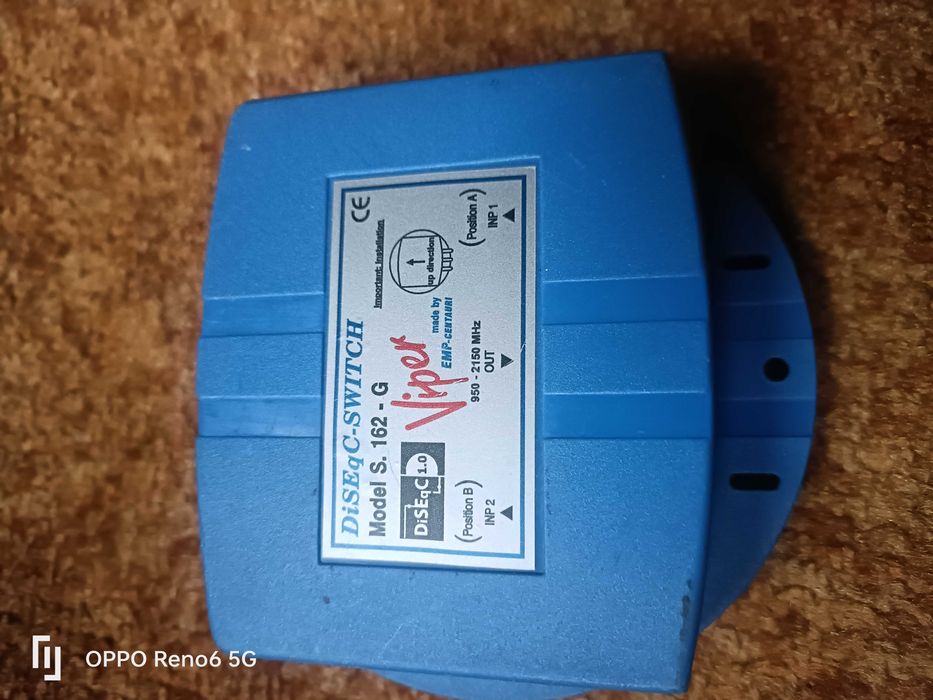 DiSEqC-SWITCH
CE
Model S. 162 - G
Important Installation
DiSEqC 1.0
Viper
up direction
made by
EMP-CENTAURI
950 - 2150 MHz
(Position B)
INP 2
OUT
(Position A)
INP 1
OPPO Reno6 5G